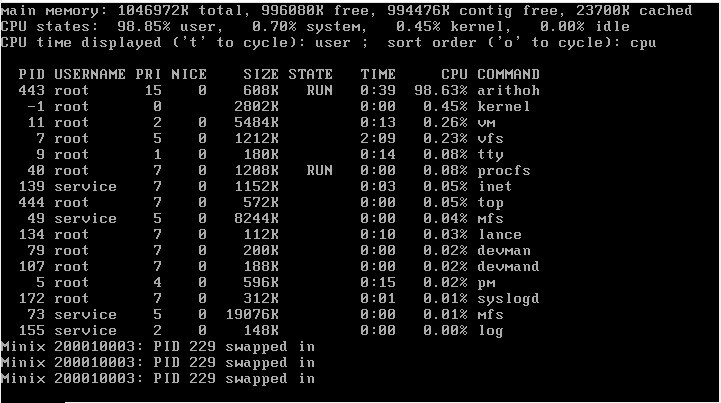 main memory: 1046972K total, 996080K free, 994476K contig free, 23700K cached
CPU states:  98.85% user,   0.70% system,   0.45% kernel,   0.00% idle
CPU time displayed ('t' to cycle): user ;  sort order ('o' to cycle): cpu
PID USERNAME PRI NICE    SIZE STATE   TIME     CPU COMMAND
443 root      15    0    608K   RUN   0:39  98.63% arithoh
-1 root       0        2802K         0:00   0.45% kernel
11 root       2    0   5484K         0:13   0.26% vm
7 root       5    0   1212K         2:09   0.23% vfs
9 root       1    0    180K         0:14   0.08% tty
40 root       7    0   1208K   RUN   0:00   0.08% procfs
139 service    7    0   1152K         0:03   0.05% inet
444 root       7    0    572K         0:00   0.05% top
49 service    5    0   8244K         0:00   0.04% mfs
134 root       7    0    112K         0:10   0.03% lance
79 root       7    0    200K         0:00   0.02% devman
107 root       7    0    188K         0:00   0.02% devmand
5 root       4    0    596K         0:15   0.02% pm
172 root       7    0    312K         0:01   0.01% syslogd
73 service    5    0  19076K         0:00   0.01% mfs
155 service    2    0    148K         0:00   0.00% log
Minix 200010003: PID 229 swapped in
Minix 200010003: PID 229 swapped in
Minix 200010003: PID 229 swapped in